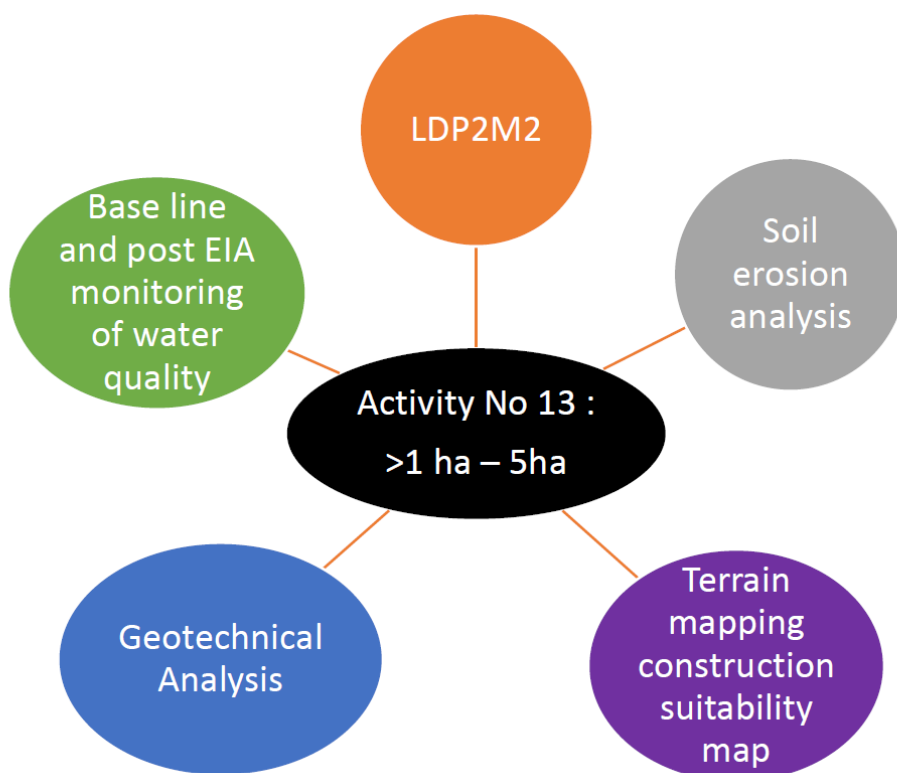 LDP2M2
Base line
and post EIA
monitoring
of water
quality
Soil
erosion
analysis
Activity No 13 :
>1 ha – 5ha
Geotechnical
Analysis
Terrain
mapping
construction
suitability
map